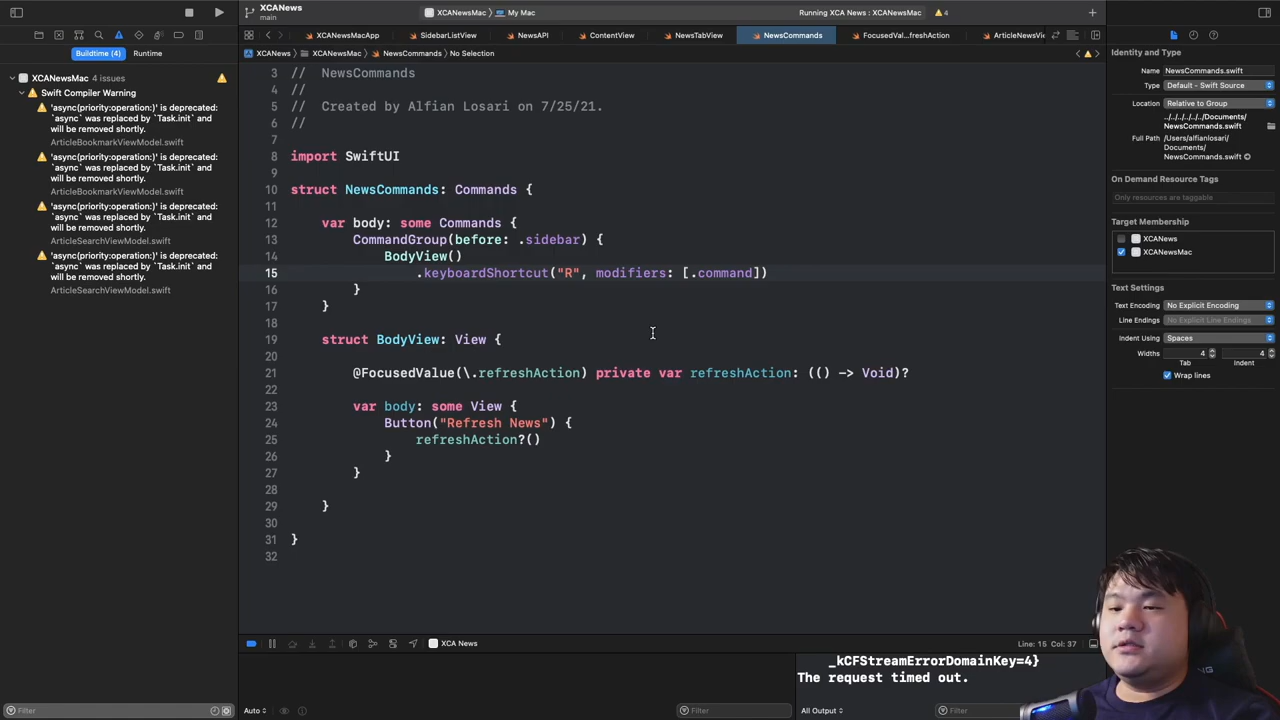 XCANews
main
XCANewsMac
My Mac
Running XCA News : XCANewsMac
4
XCANewsMacApp
SidebarListView
NewsAPI
ContentView
NewsTabView
NewsCommands
FocusedVal...freshAction
ArticleNewsVi
Buildtime (4)
Runtime
XCANews
XCANewsMac
NewsCommands
No Selection
XCANewsMac 4 issues
Swift Compiler Warning
'async(priority:operation:)' is deprecated:
`async` was replaced by `Task.init` and
will be removed shortly.
ArticleBookmarkViewModel.swift
'async(priority:operation:)' is deprecated:
`async` was replaced by `Task.init` and
will be removed shortly.
ArticleBookmarkViewModel.swift
'async(priority:operation:)' is deprecated:
`async` was replaced by `Task.init` and
will be removed shortly.
ArticleSearchViewModel.swift
'async(priority:operation:)' is deprecated:
`async` was replaced by `Task.init` and
will be removed shortly.
ArticleSearchViewModel.swift
Filter
3 //  NewsCommands
4 //
5 //  Created by Alfian Losari on 7/25/21.
6 //
7
8 import SwiftUI
9
10 struct NewsCommands: Commands {
11
12     var body: some Commands {
13         CommandGroup(before: .sidebar) {
14             BodyView()
15                 .keyboardShortcut("R", modifiers: [.command])
16         }
17     }
18
19     struct BodyView: View {
20
21         @FocusedValue(\.refreshAction) private var refreshAction: (() -> Void)?
22
23         var body: some View {
24             Button("Refresh News") {
25                 refreshAction?()
26             }
27         }
28
29     }
30
31 }
32
XCA News
Line: 15 Col: 37
_kCFStreamErrorDomainKey=4}
The request timed out.
Auto
Filter
All Output
Filter
Identity and Type
Name NewsCommands.swift
Type Default - Swift Source
Location Relative to Group
../../../../../../Documents/
NewsCommands.swift
Full Path /Users/alfianlosari/
Documents/
NewsCommands.swift
On Demand Resource Tags
Only resources are taggable
Target Membership
XCANews
XCANewsMac
Text Settings
Text Encoding No Explicit Encoding
Line Endings No Explicit Line Endings
Indent Using Spaces
Widths 4 4
Tab Indent
Wrap lines